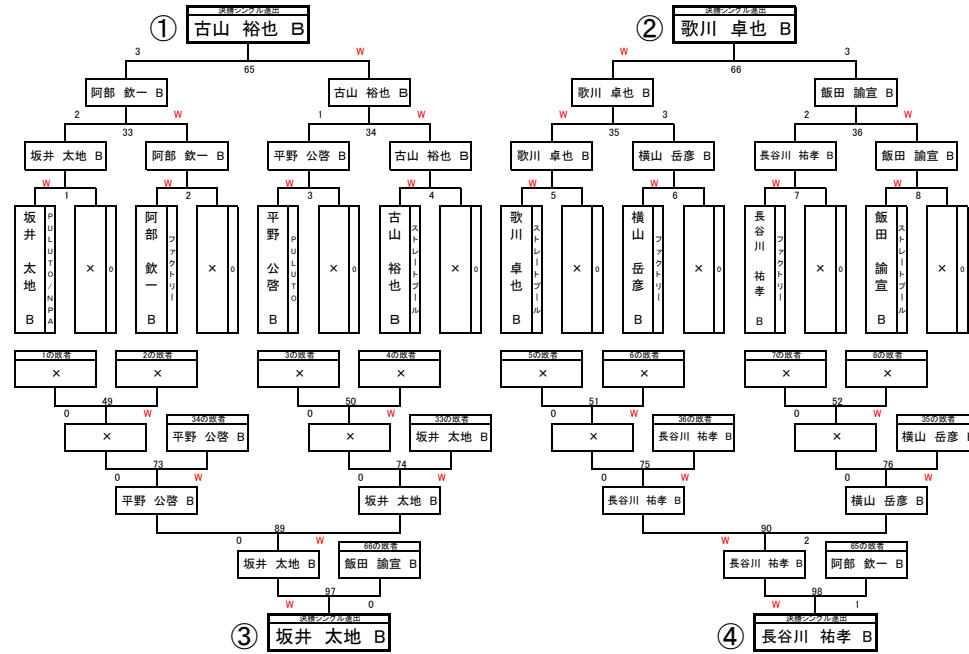 決勝シングル進出
① 古山 裕也 B
決勝シングル進出
② 歌川 卓也 B
3 W
65
W 3
66
阿部 欽一 B
古山 裕也 B
歌川 卓也 B
飯田 諭宣 B
2 W
33
1 W
34
W 3
35
2 W
36
坂井 太地 B
阿部 欽一 B
平野 公啓 B
古山 裕也 B
歌川 卓也 B
横山 岳彦 B
長谷川 祐孝 B
飯田 諭宣 B
W 1
W 2
W 3
W 4
W 5
W 6
W 7
W 8
坂井 太地 B
PULUTO/NPA
× 0
阿部 欽一 B
ファクトリー
× 0
平野 公啓 B
PULUTO
× 0
古山 裕也 B
ストレートプール
× 0
歌川 卓也 B
ストレートプール
× 0
横山 岳彦 B
ファクトリー
× 0
長谷川 祐孝 B
ファクトリー
× 0
飯田 諭宣 B
ストレートプール
× 0
1の敗者
×
2の敗者
×
3の敗者
×
4の敗者
×
5の敗者
×
6の敗者
×
7の敗者
×
8の敗者
×
49
0 W
50
0 W
51
0 W
52
0 W
×
34の敗者
平野 公啓 B
×
33の敗者
坂井 太地 B
×
36の敗者
長谷川 祐孝 B
×
35の敗者
横山 岳彦 B
73
0 W
74
0 W
75
0 W
76
0 W
平野 公啓 B
坂井 太地 B
長谷川 祐孝 B
横山 岳彦 B
89
0 W
90
W 2
坂井 太地 B
66の敗者
飯田 諭宣 B
長谷川 祐孝 B
65の敗者
阿部 欽一 B
97
W 0
98
W 1
決勝シングル進出
③ 坂井 太地 B
決勝シングル進出
④ 長谷川 祐孝 B